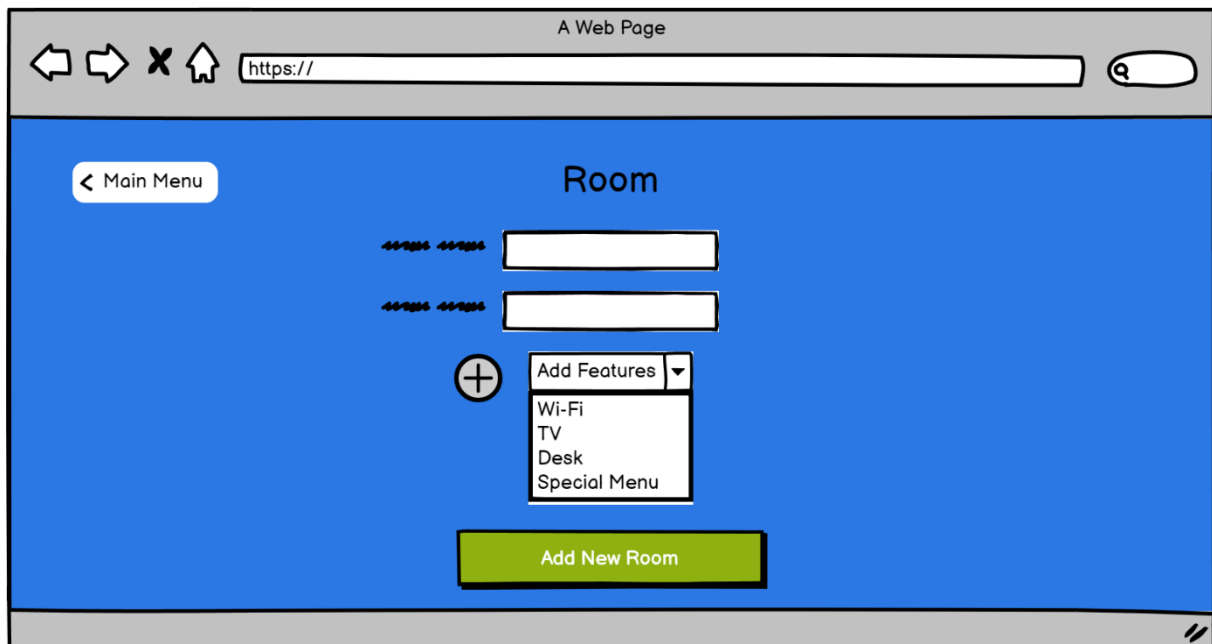 A Web Page
https://
Main Menu
Room
Add Features
Wi-Fi
TV
Desk
Special Menu
Add New Room